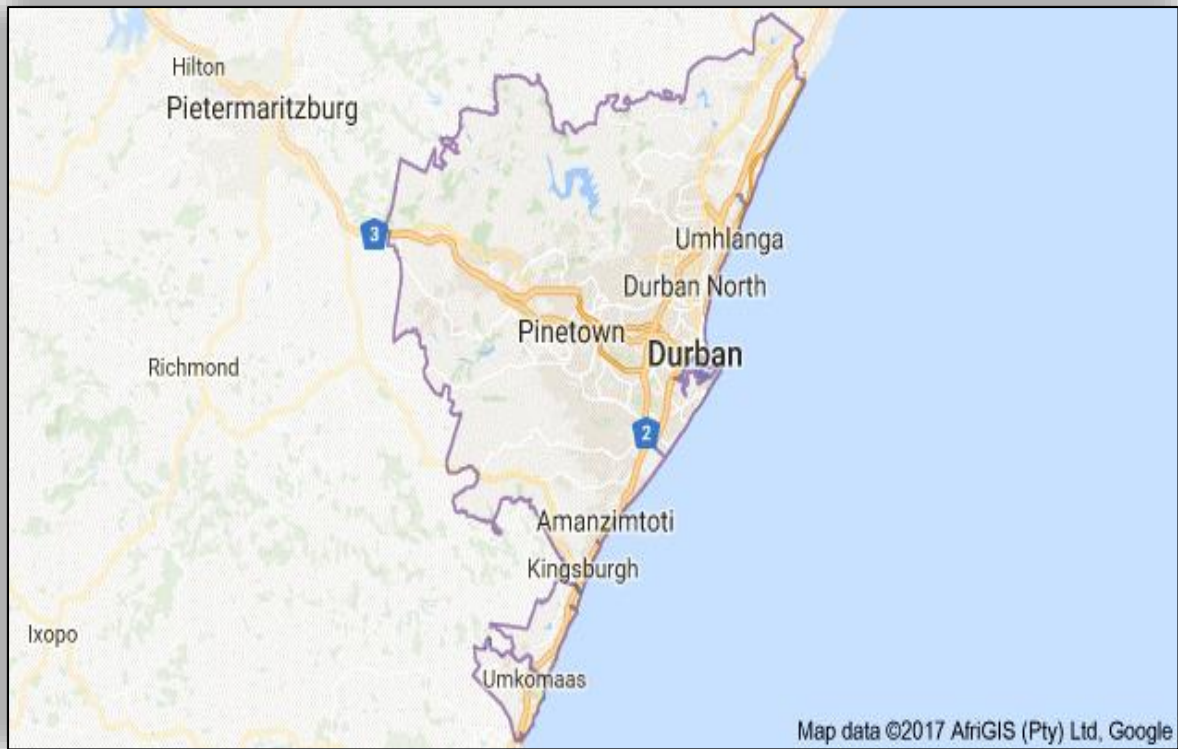 Hilton
Pietermaritzburg
3
Umhlanga
Durban North
Pinetown
Durban
Richmond
2
Amanzimtoti
Kingsburgh
Ixopo
Umkomaas
Map data ©2017 AfriGIS (Pty) Ltd, Google